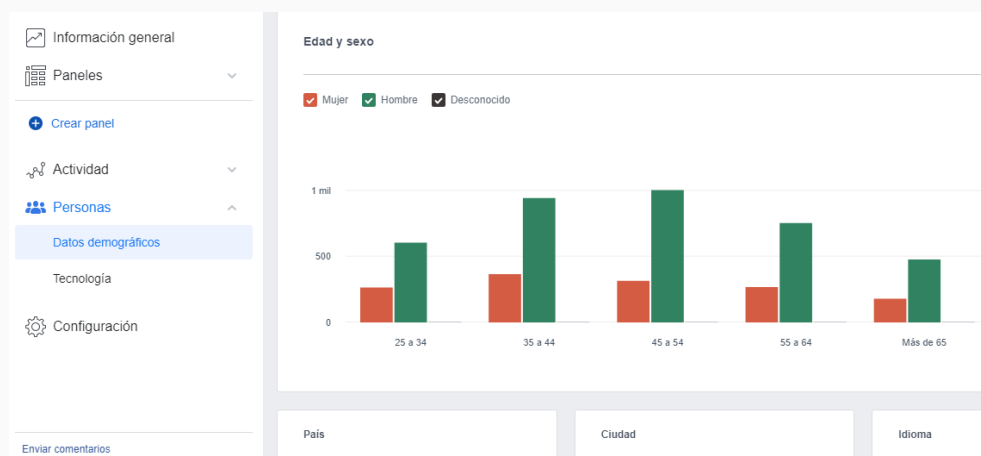 Información general
Paneles
Crear panel
Actividad
Personas
Datos demográficos
Tecnología
Configuración
Enviar comentarios
Edad y sexo
Mujer Hombre Desconocido
1 mil
500
0
25 a 34 35 a 44 45 a 54 55 a 64 Más de 65
País Ciudad Idioma